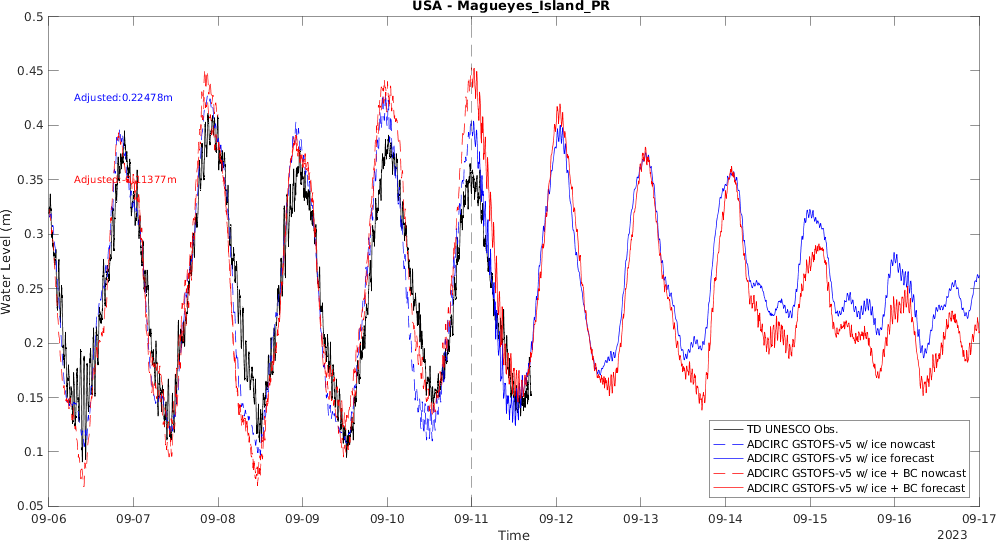 USA - Magueyes_Island_PR
0.5
0.45
0.4
0.35
0.3
0.25
0.2
0.15
0.1
0.05
Water Level (m)
Adjusted:0.22478m
Adjusted:
TD UNESCO Obs.
ADCIRC GSTOFS-v5 w/ ice nowcast
ADCIRC GSTOFS-v5 w/ ice forecast
ADCIRC GSTOFS-v5 w/ ice + BC nowcast
ADCIRC GSTOFS-v5 w/ ice + BC forecast
09-06 09-07 09-08 09-09 09-10 09-11 09-12 09-13 09-14 09-15 09-16 09-17
Time
2023